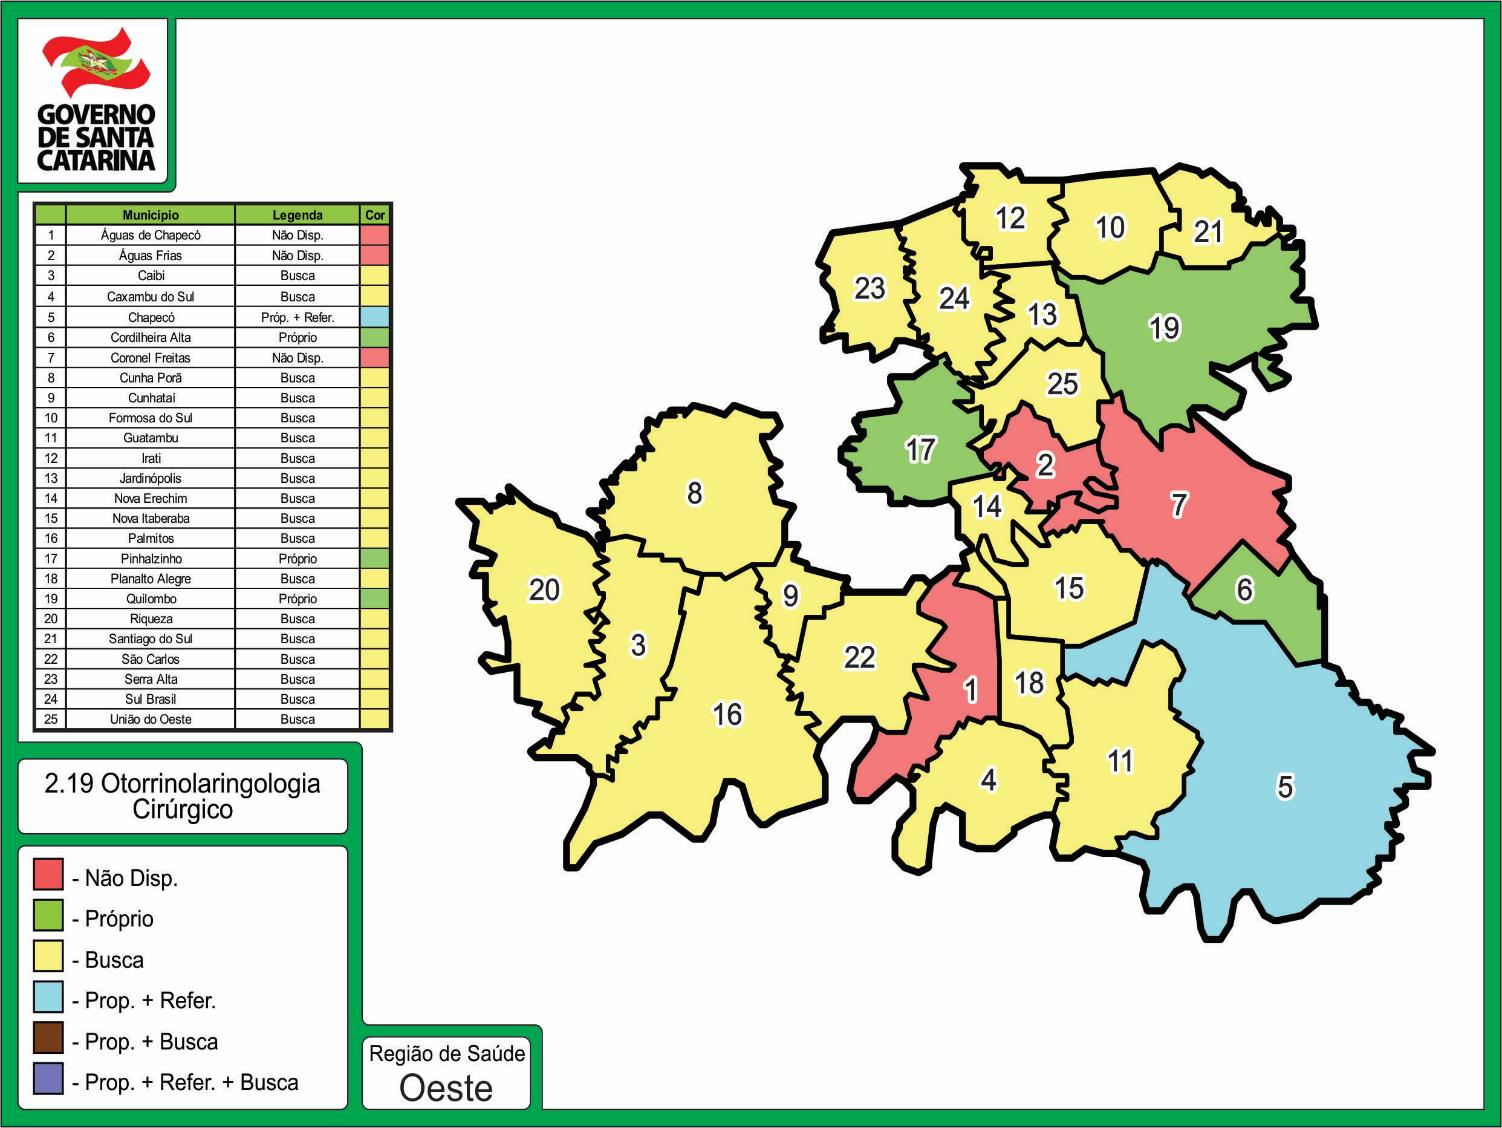 GOVERNO
DE SANTA
CATARINA
Município Legenda Cor
1 Águas de Chapecó Não Disp.
2 Águas Frias Não Disp.
3 Caibi Busca
4 Caxambu do Sul Busca
5 Chapecó Próp. + Refer.
6 Cordilheira Alta Próprio
7 Coronel Freitas Não Disp.
8 Cunha Porã Busca
9 Cunhataí Busca
10 Formosa do Sul Busca
11 Guatambu Busca
12 Irati Busca
13 Jardinópolis Busca
14 Nova Erechim Busca
15 Nova Itaberaba Busca
16 Palmitos Busca
17 Pinhalzinho Próprio
18 Planalto Alegre Busca
19 Quilombo Próprio
20 Riqueza Busca
21 Santiago do Sul Busca
22 São Carlos Busca
23 Serra Alta Busca
24 Sul Brasil Busca
25 União do Oeste Busca
2.19 Otorrinolaringologia
Cirúrgico
- Não Disp.
- Próprio
- Busca
- Prop. + Refer.
- Prop. + Busca
- Prop. + Refer. + Busca
Região de Saúde
Oeste
12
10
21
23
24
13
19
25
17
2
8
14
7
20
9
15
6
3
22
1
18
16
11
4
5